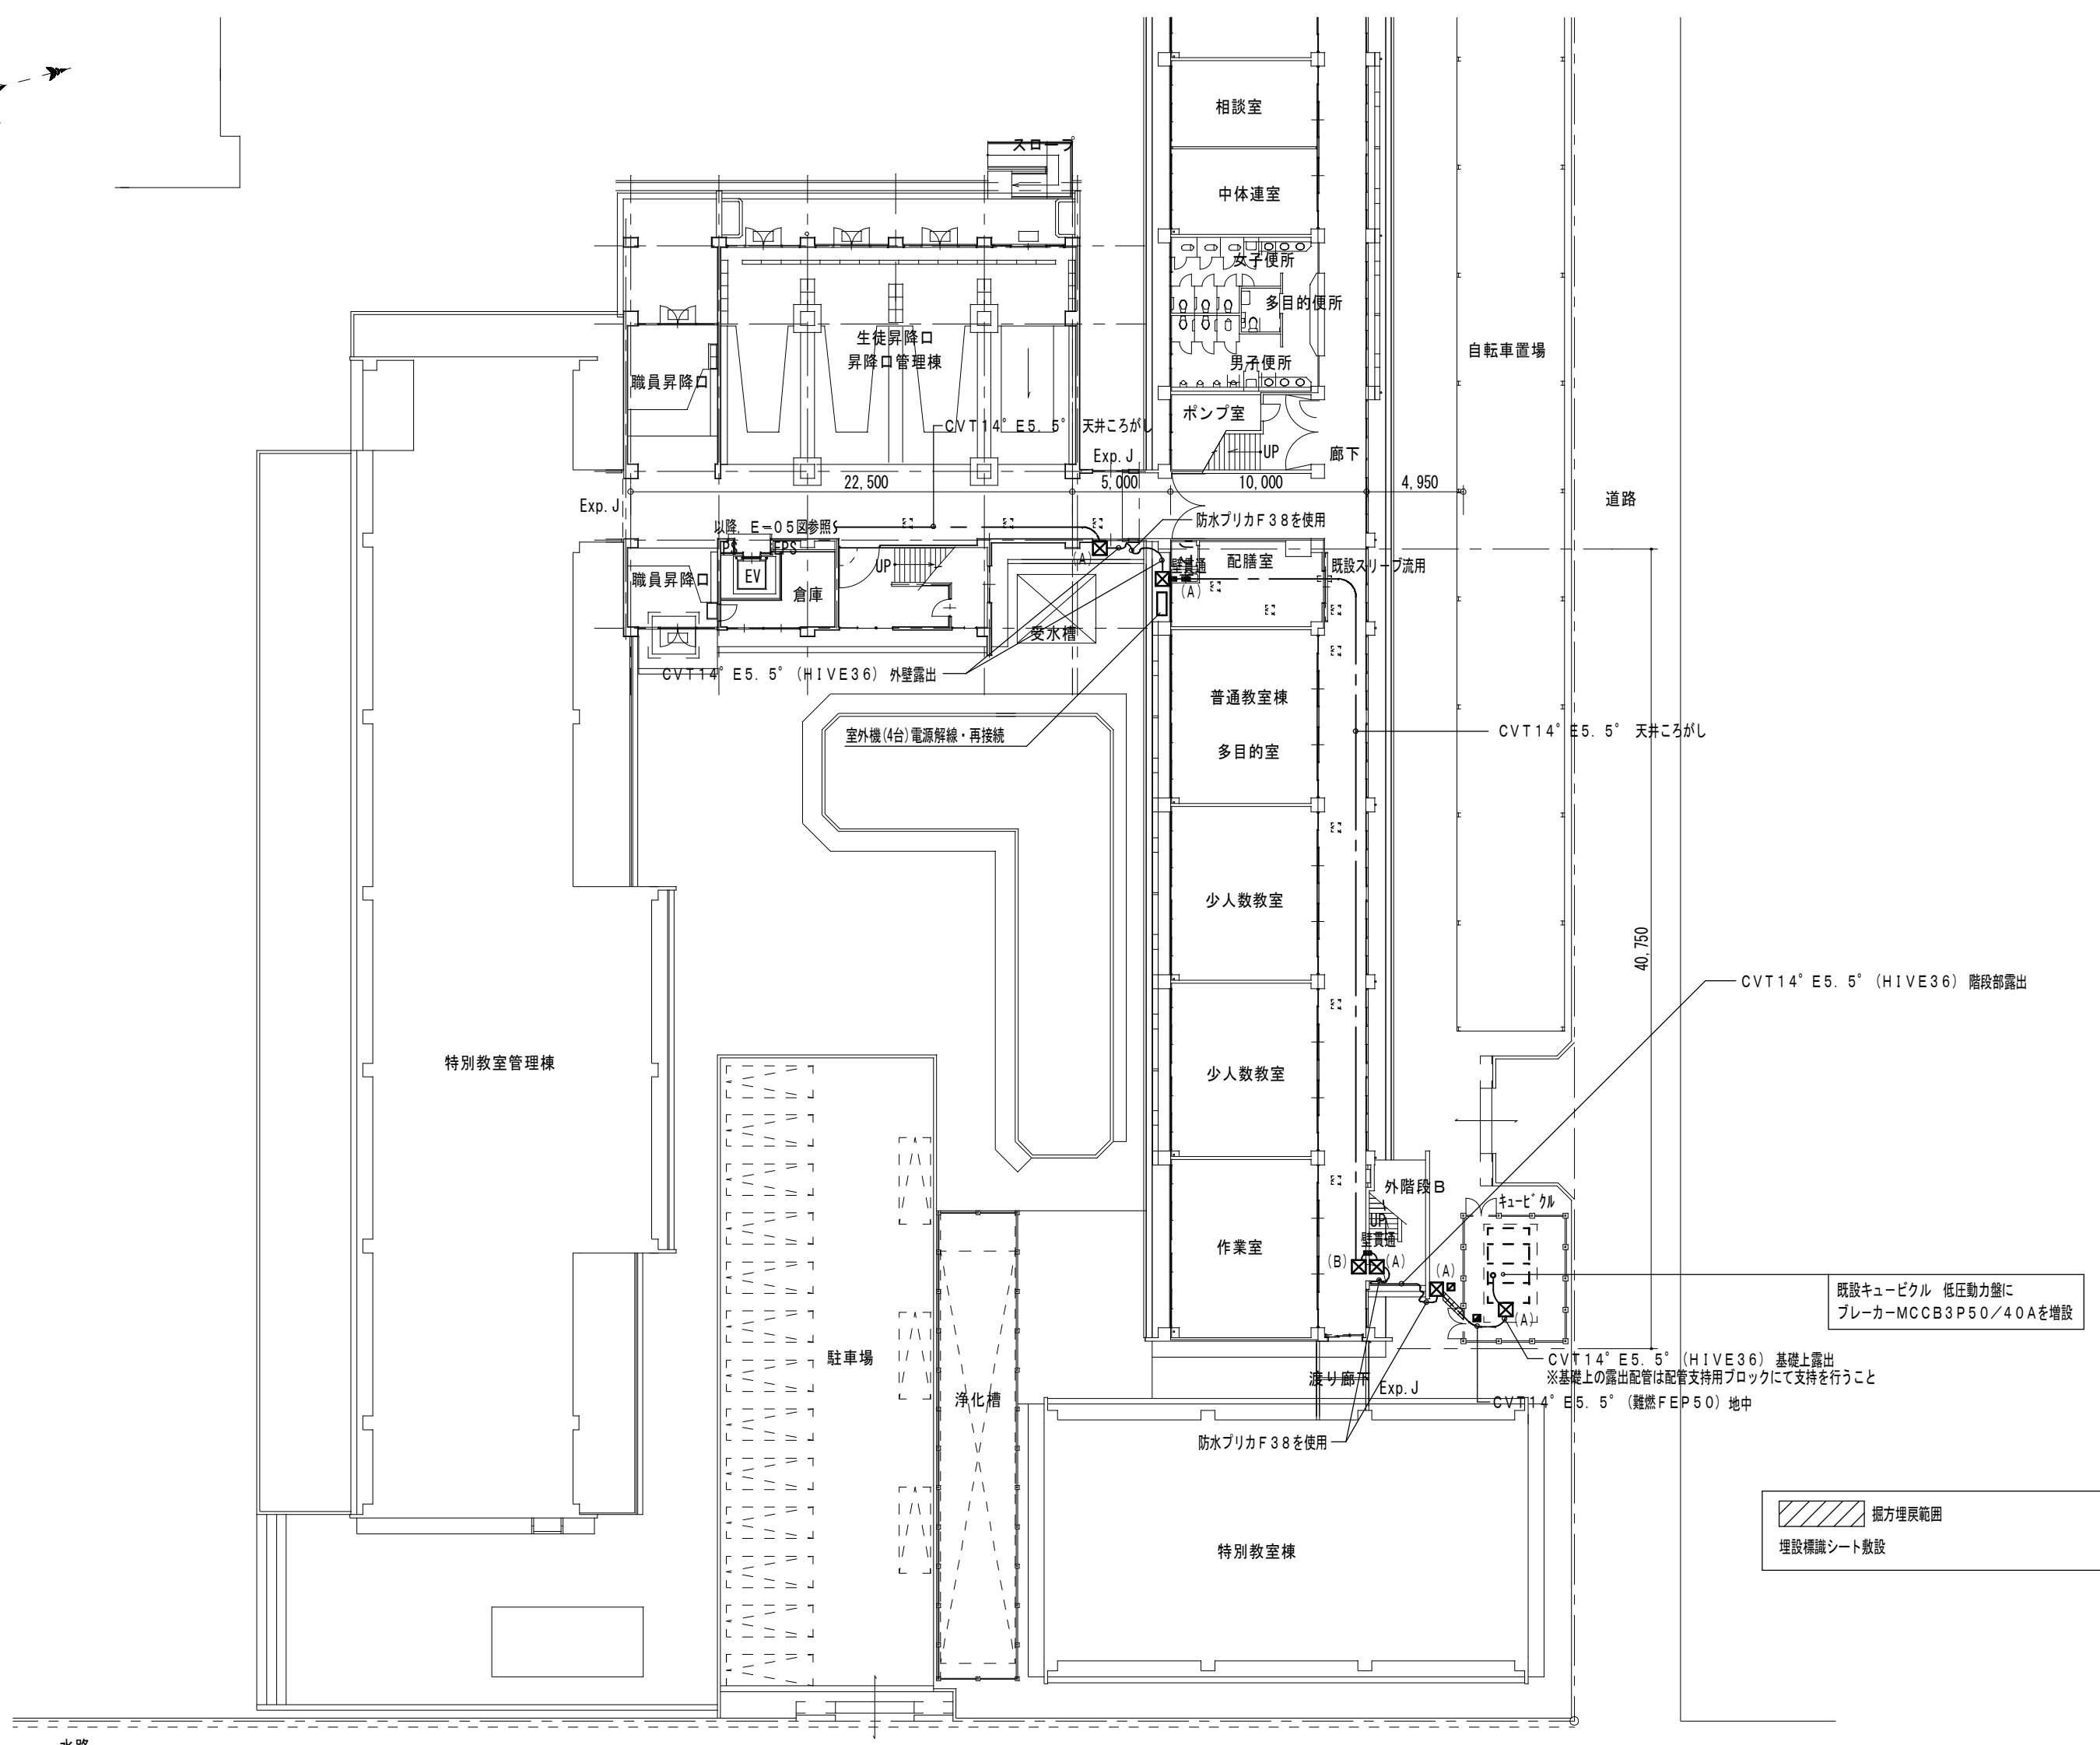 相談室
スロープ
中体連室
女子便所
多目的便所
自転車置場
生徒昇降口
昇降口管理棟
男子便所
職員昇降口
ポンプ室
CVT14° E5.5° 天井ころがし
UP
廊下
Exp.J
22,500
5,000
10,000
4,950
道路
Exp.J
以降, E-05図参照
防水プリカF38を使用
PS
EPS
(A)
壁貫通
配膳室
既設スリーブ流用
UP
職員昇降口
EV
倉庫
(A)
受水槽
CVT14° E5.5° (HIVE36) 外壁露出
普通教室棟
室外機(4台)電源解線・再接続
CVT14° E5.5° 天井ころがし
多目的室
少人数教室
40,750
CVT14° E5.5° (HIVE36) 階段部露出
特別教室管理棟
少人数教室
外階段B
キュービクル
UP
壁貫通
作業室
(B)
(A)
(A)
既設キュービクル 低圧動力盤に
ブレーカーMCCB3P50/40Aを増設
(A)
駐車場
CVT14° E5.5° (HIVE36) 基礎上露出
※基礎上の露出配管は配管支持用ブロックにて支持を行うこと
渡り廊下
Exp.J
浄化槽
CVT14° E5.5° (難燃FEP50) 地中
防水プリカF38を使用
掘方埋戻範囲
埋設標識シート敷設
特別教室棟
水路